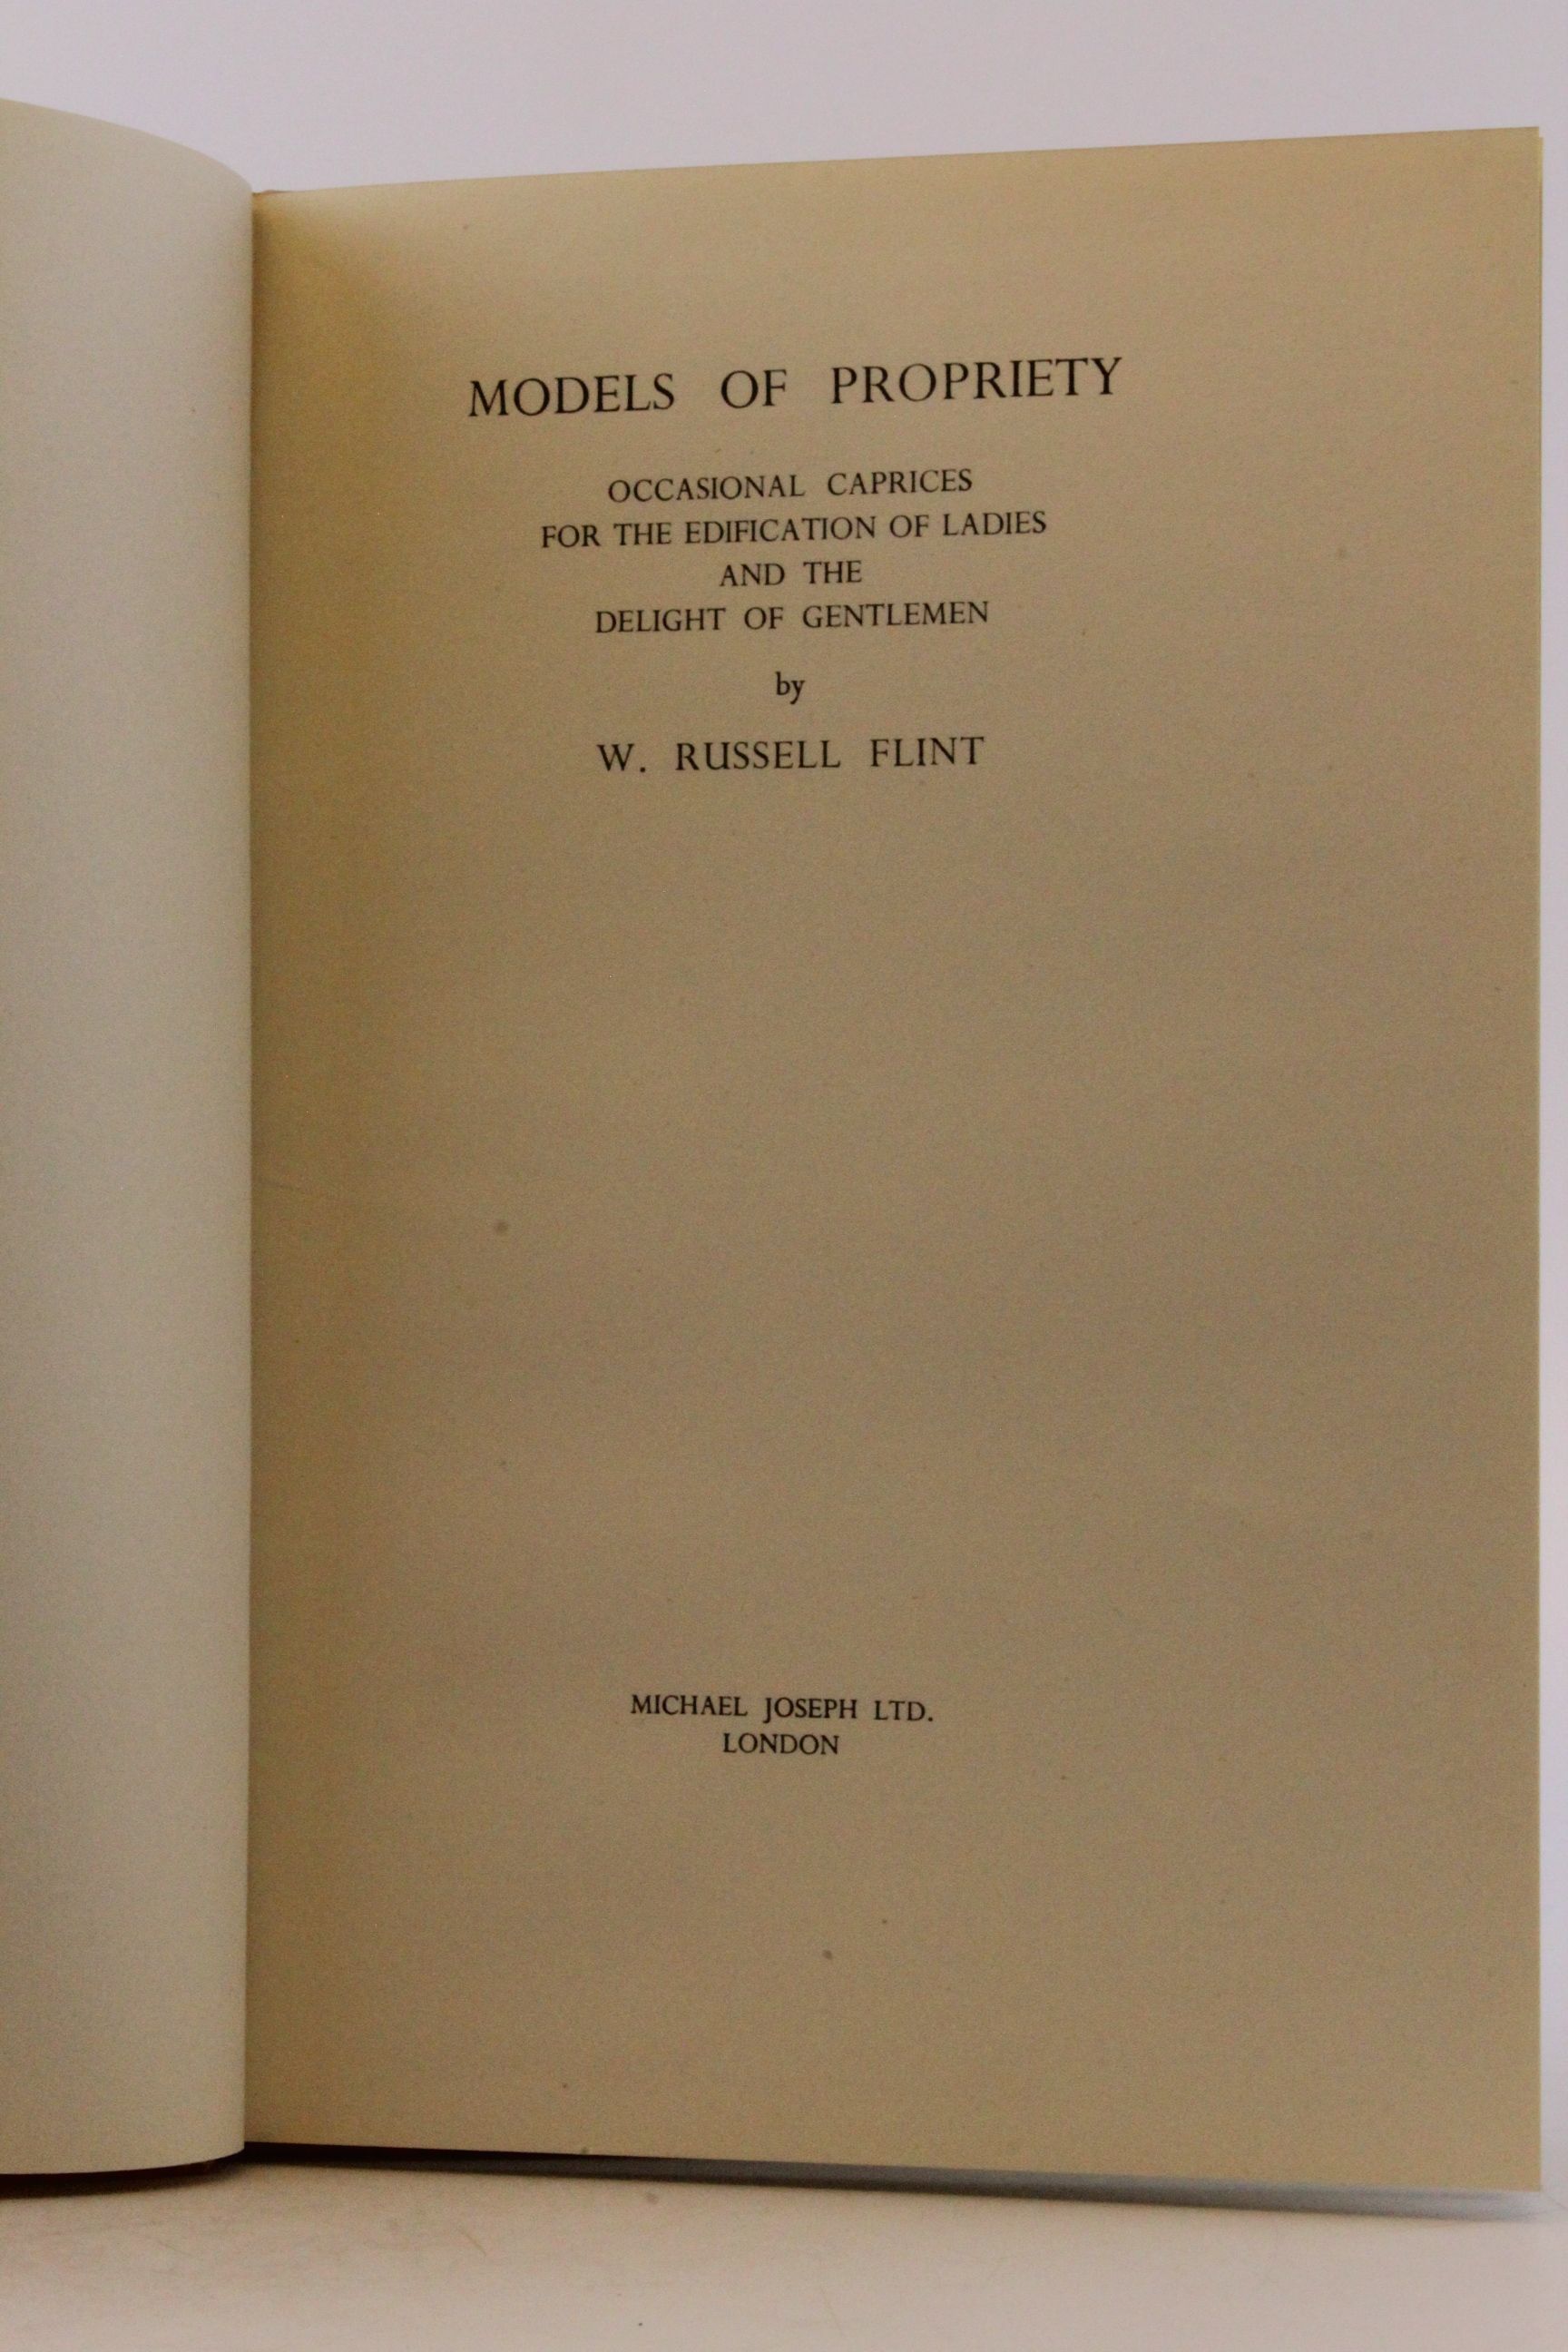 MODELS OF PROPRIETY
OCCASIONAL CAPRICES
FOR THE EDIFICATION OF LADIES
AND THE
DELIGHT OF GENTLEMEN
by
W. RUSSELL FLINT
MICHAEL JOSEPH LTD.
LONDON